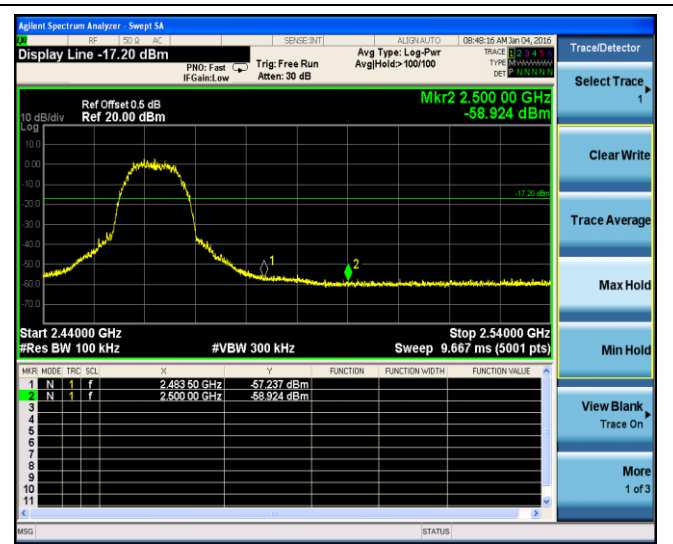 Agilent Spectrum Analyzer - Swept SA
RF 50 Ω AC SENSE:INT ALIGN AUTO 08:48:16 AM Jan 04, 2016
Display Line -17.20 dBm
PNO: Fast
IFGain:Low
Trig: Free Run
Atten: 30 dB
Avg Type: Log-Pwr
Avg|Hold:> 100/100
TRACE 1 2 3 4 5 6
TYPE M
DET P N N N N N
Trace/Detector
Select Trace
1
Clear Write
Trace Average
Max Hold
Min Hold
View Blank
Trace On
More
1 of 3
Mkr2 2.500 00 GHz
-58.924 dBm
Ref Offset 0.5 dB
10 dB/div Ref 20.00 dBm
Log
10.0
0.00
-10.0
-17.20 dBm
-20.0
-30.0
-40.0
-50.0
-60.0
-70.0
1
2
Start 2.44000 GHz Stop 2.54000 GHz
#Res BW 100 kHz #VBW 300 kHz Sweep 9.667 ms (5001 pts)
MKR MODE TRC SCL X Y FUNCTION FUNCTION WIDTH FUNCTION VALUE
1 N 1 f 2.483 50 GHz -57.237 dBm
2 N 1 f 2.500 00 GHz -58.924 dBm
3
4
5
6
7
8
9
10
11
MSG STATUS